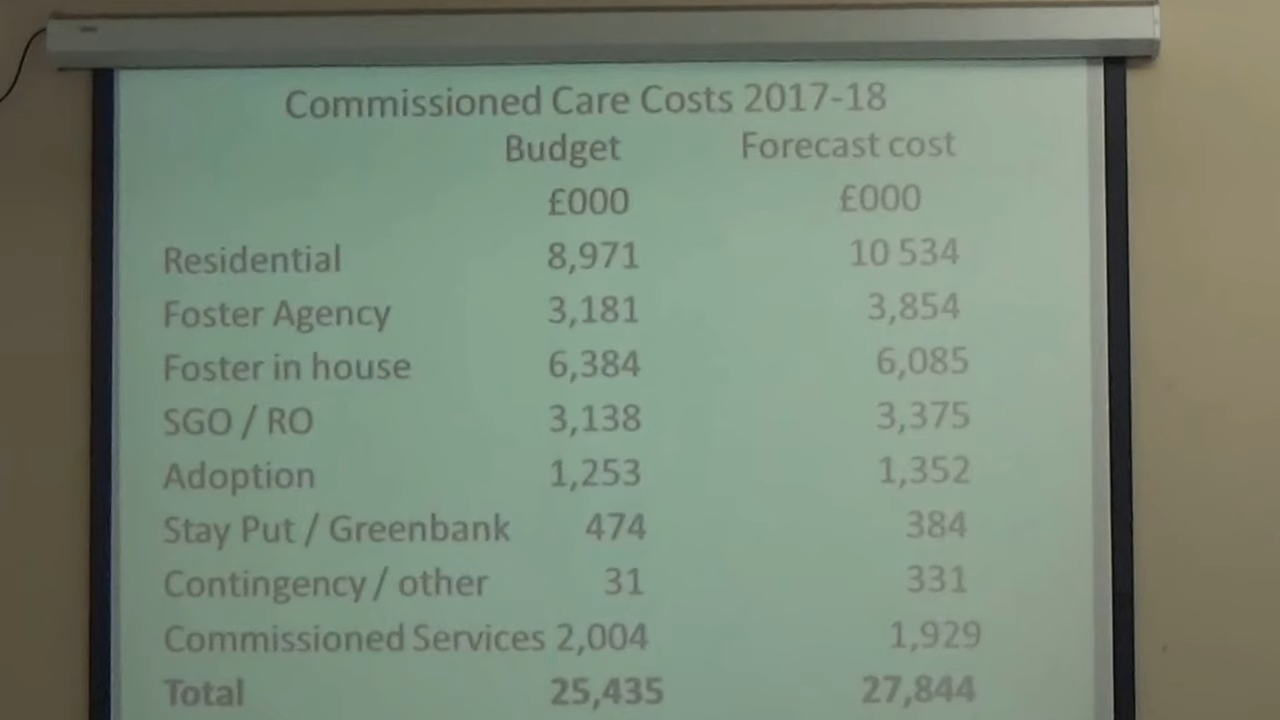 Commissioned Care Costs 2017-18
Budget Forecast cost
£000 £000
Residential 8,971 10 534
Foster Agency 3,181 3,854
Foster in house 6,384 6,085
SGO / RO 3,138 3,375
Adoption 1,253 1,352
Stay Put / Greenbank 474 384
Contingency / other 31 331
Commissioned Services 2,004 1,929
Total 25,435 27,844